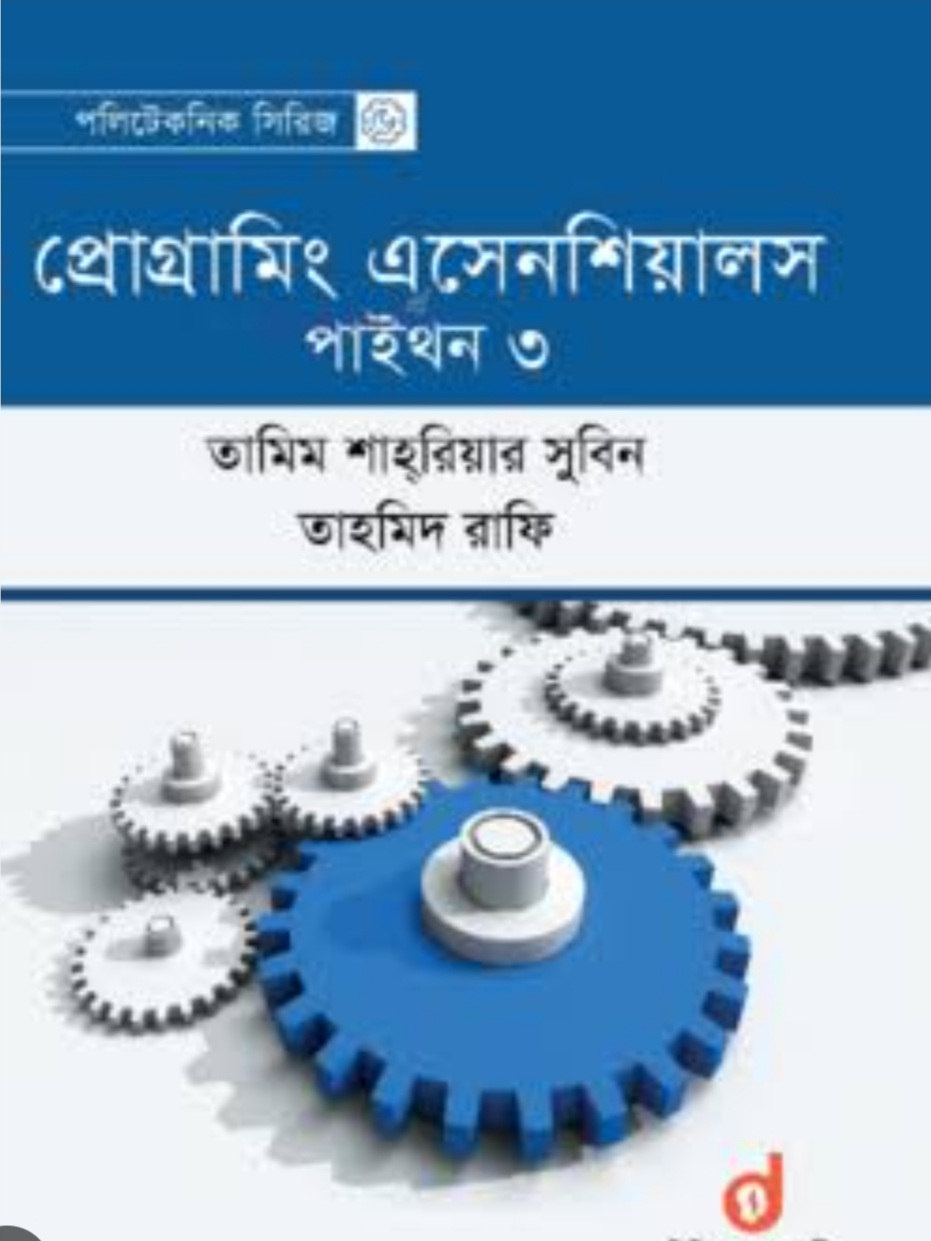 পলিটেকনিক সিরিজ
প্রোগ্রামিং এসেনশিয়ালস
পাইথন ৩
তামিম শাহ্‌রিয়ার সুবিন
তাহমিদ রাফি